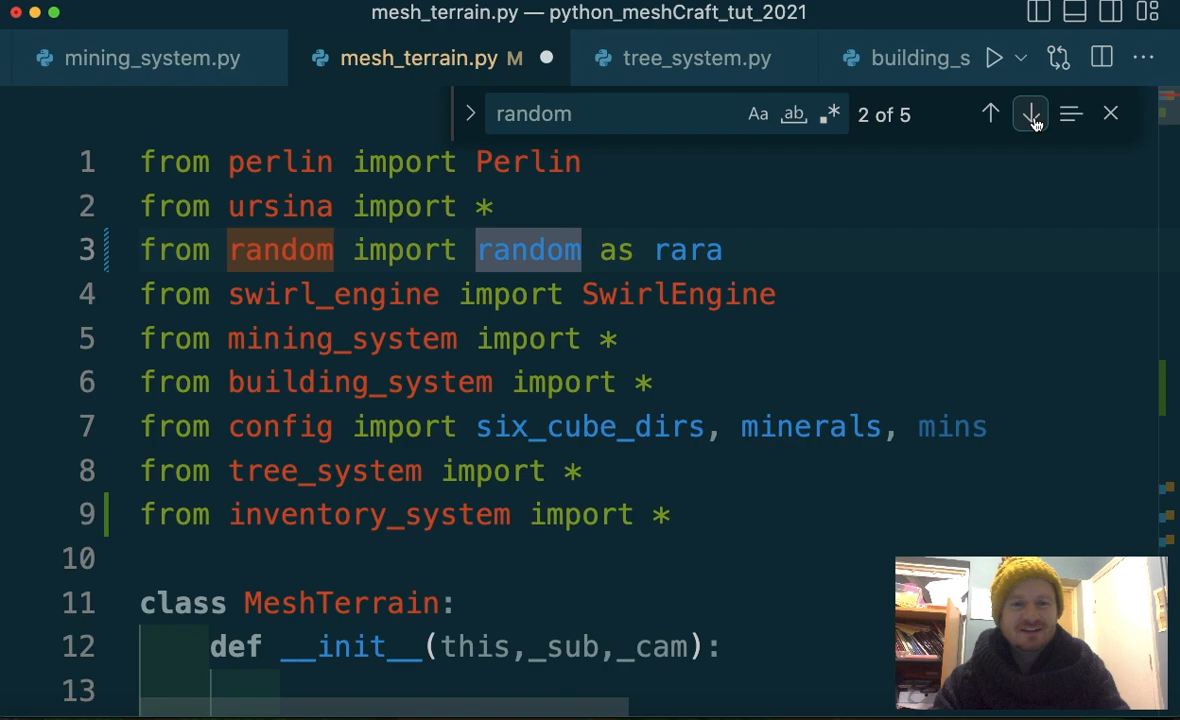 mesh_terrain.py — python_meshCraft_tut_2021
mining_system.py
mesh_terrain.py M
tree_system.py
building_s
random
Aa ab .* 2 of 5
1 from perlin import Perlin
2 from ursina import *
3 from random import random as rara
4 from swirl_engine import SwirlEngine
5 from mining_system import *
6 from building_system import *
7 from config import six_cube_dirs, minerals, mins
8 from tree_system import *
9 from inventory_system import *
10
11 class MeshTerrain:
12 def __init__(this,_sub,_cam):
13